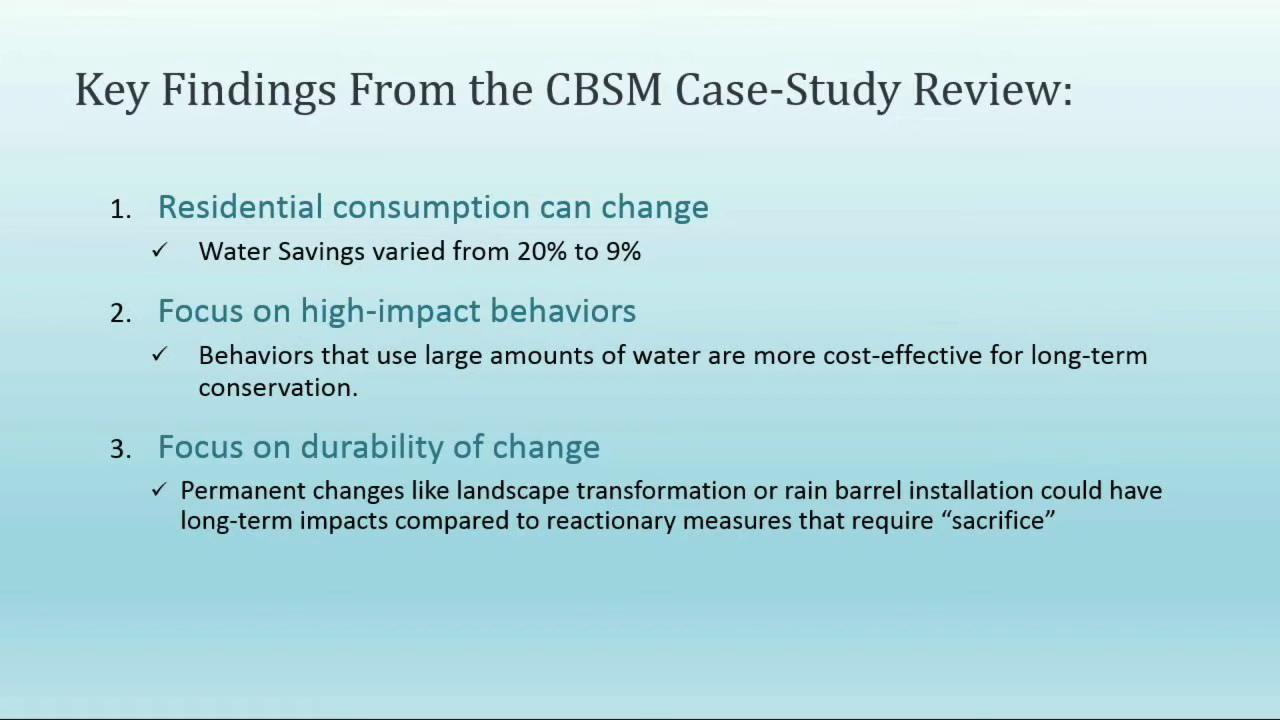 Key Findings From the CBSM Case-Study Review:
1. Residential consumption can change
✓ Water Savings varied from 20% to 9%
2. Focus on high-impact behaviors
✓ Behaviors that use large amounts of water are more cost-effective for long-term
conservation.
3. Focus on durability of change
✓ Permanent changes like landscape transformation or rain barrel installation could have
long-term impacts compared to reactionary measures that require “sacrifice”